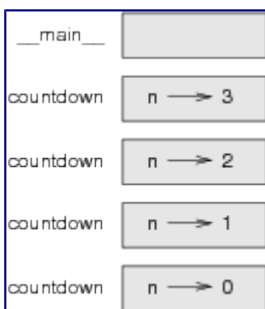 __main__
countdown n → 3
countdown n → 2
countdown n → 1
countdown n → 0